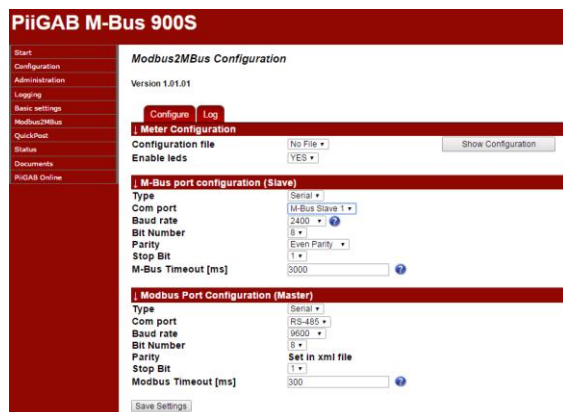 PiiGAB M-Bus 900S
Start
Configuration
Administration
Logging
Basic settings
Modbus2MBus
QuickPost
Status
Documents
PiiGAB Online
Modbus2MBus Configuration
Version 1.01.01
Configure Log
↓ Meter Configuration
Configuration file No File Show Configuration
Enable leds YES
↓ M-Bus port configuration (Slave)
Type Serial
Com port M-Bus Slave 1
Baud rate 2400 ?
Bit Number 8
Parity Even Parity
Stop Bit 1
M-Bus Timeout [ms] 3000 ?
↓ Modbus Port Configuration (Master)
Type Serial
Com port RS-485
Baud rate 9600
Bit Number 8
Parity Set in xml file
Stop Bit 1
Modbus Timeout [ms] 300 ?
Save Settings